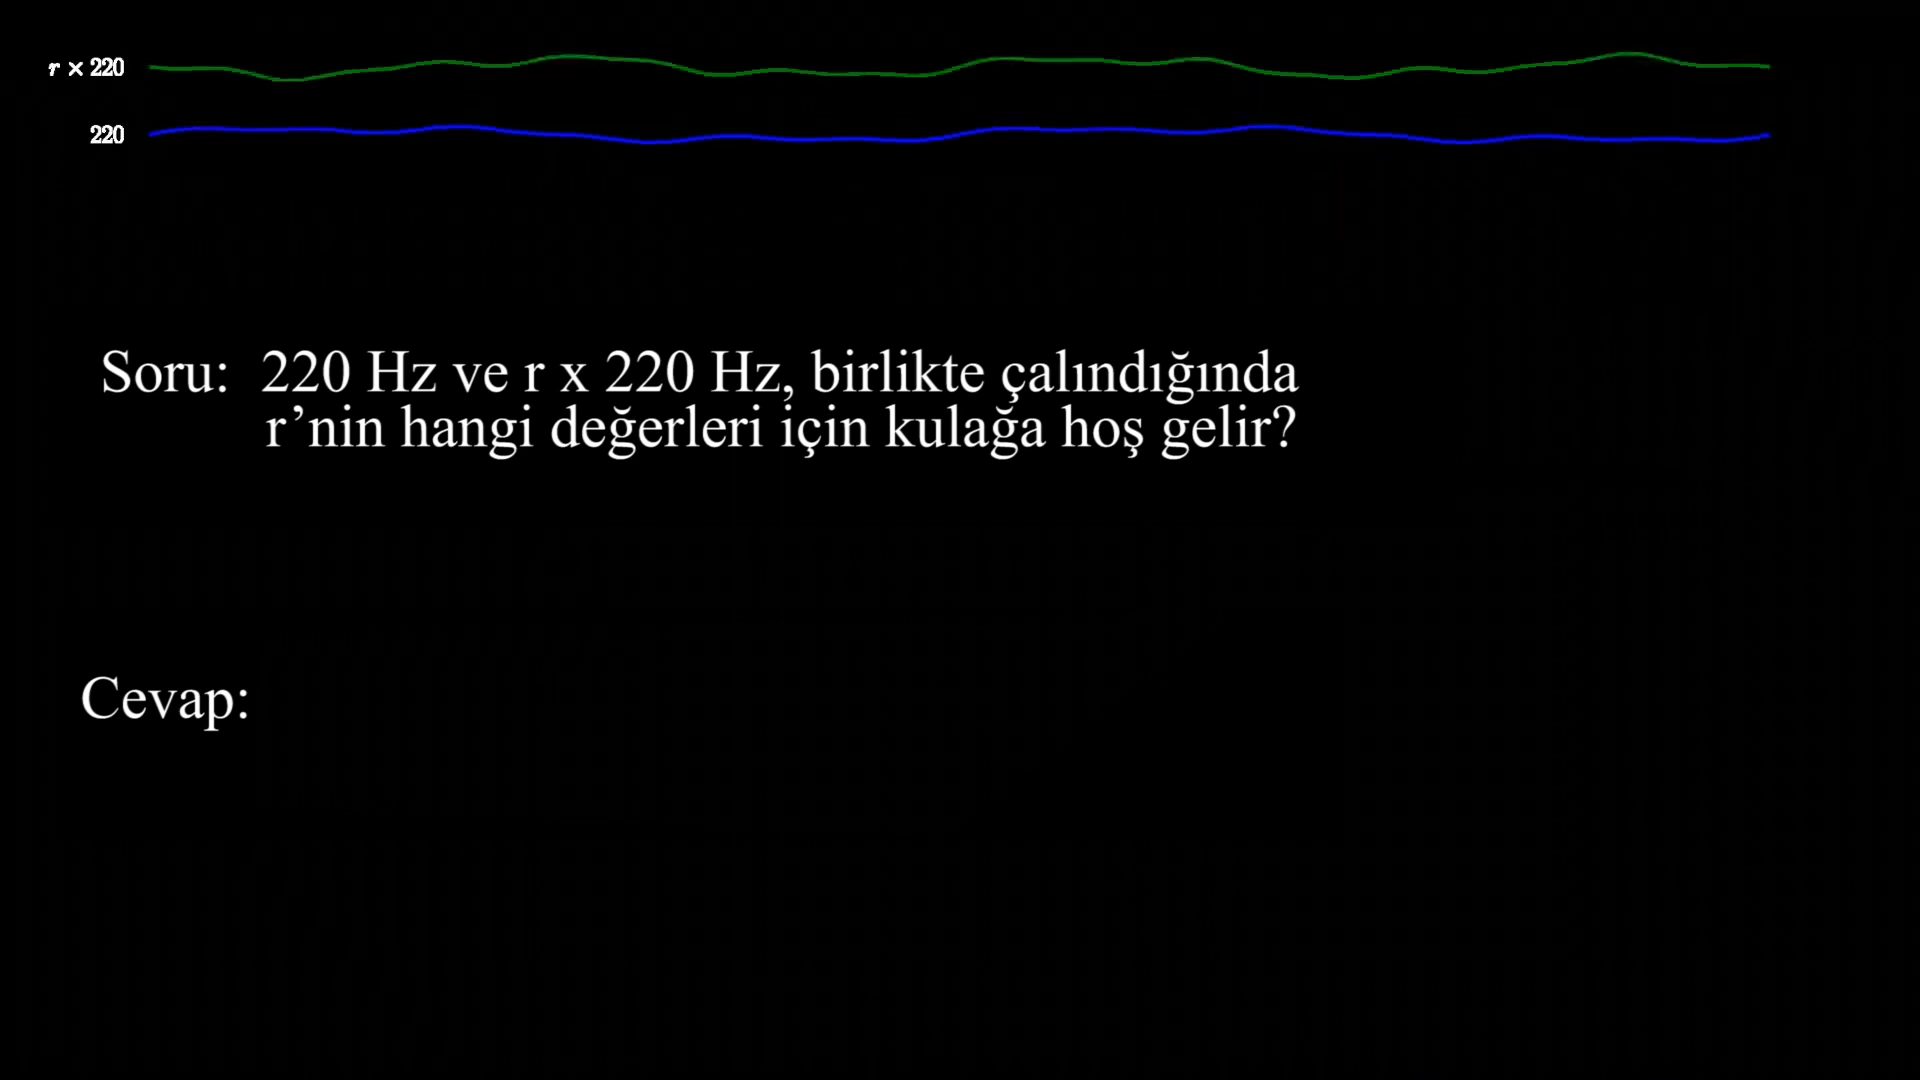 r × 220
220
Soru: 220 Hz ve r x 220 Hz, birlikte çalındığında
r’nin hangi değerleri için kulağa hoş gelir?
Cevap: